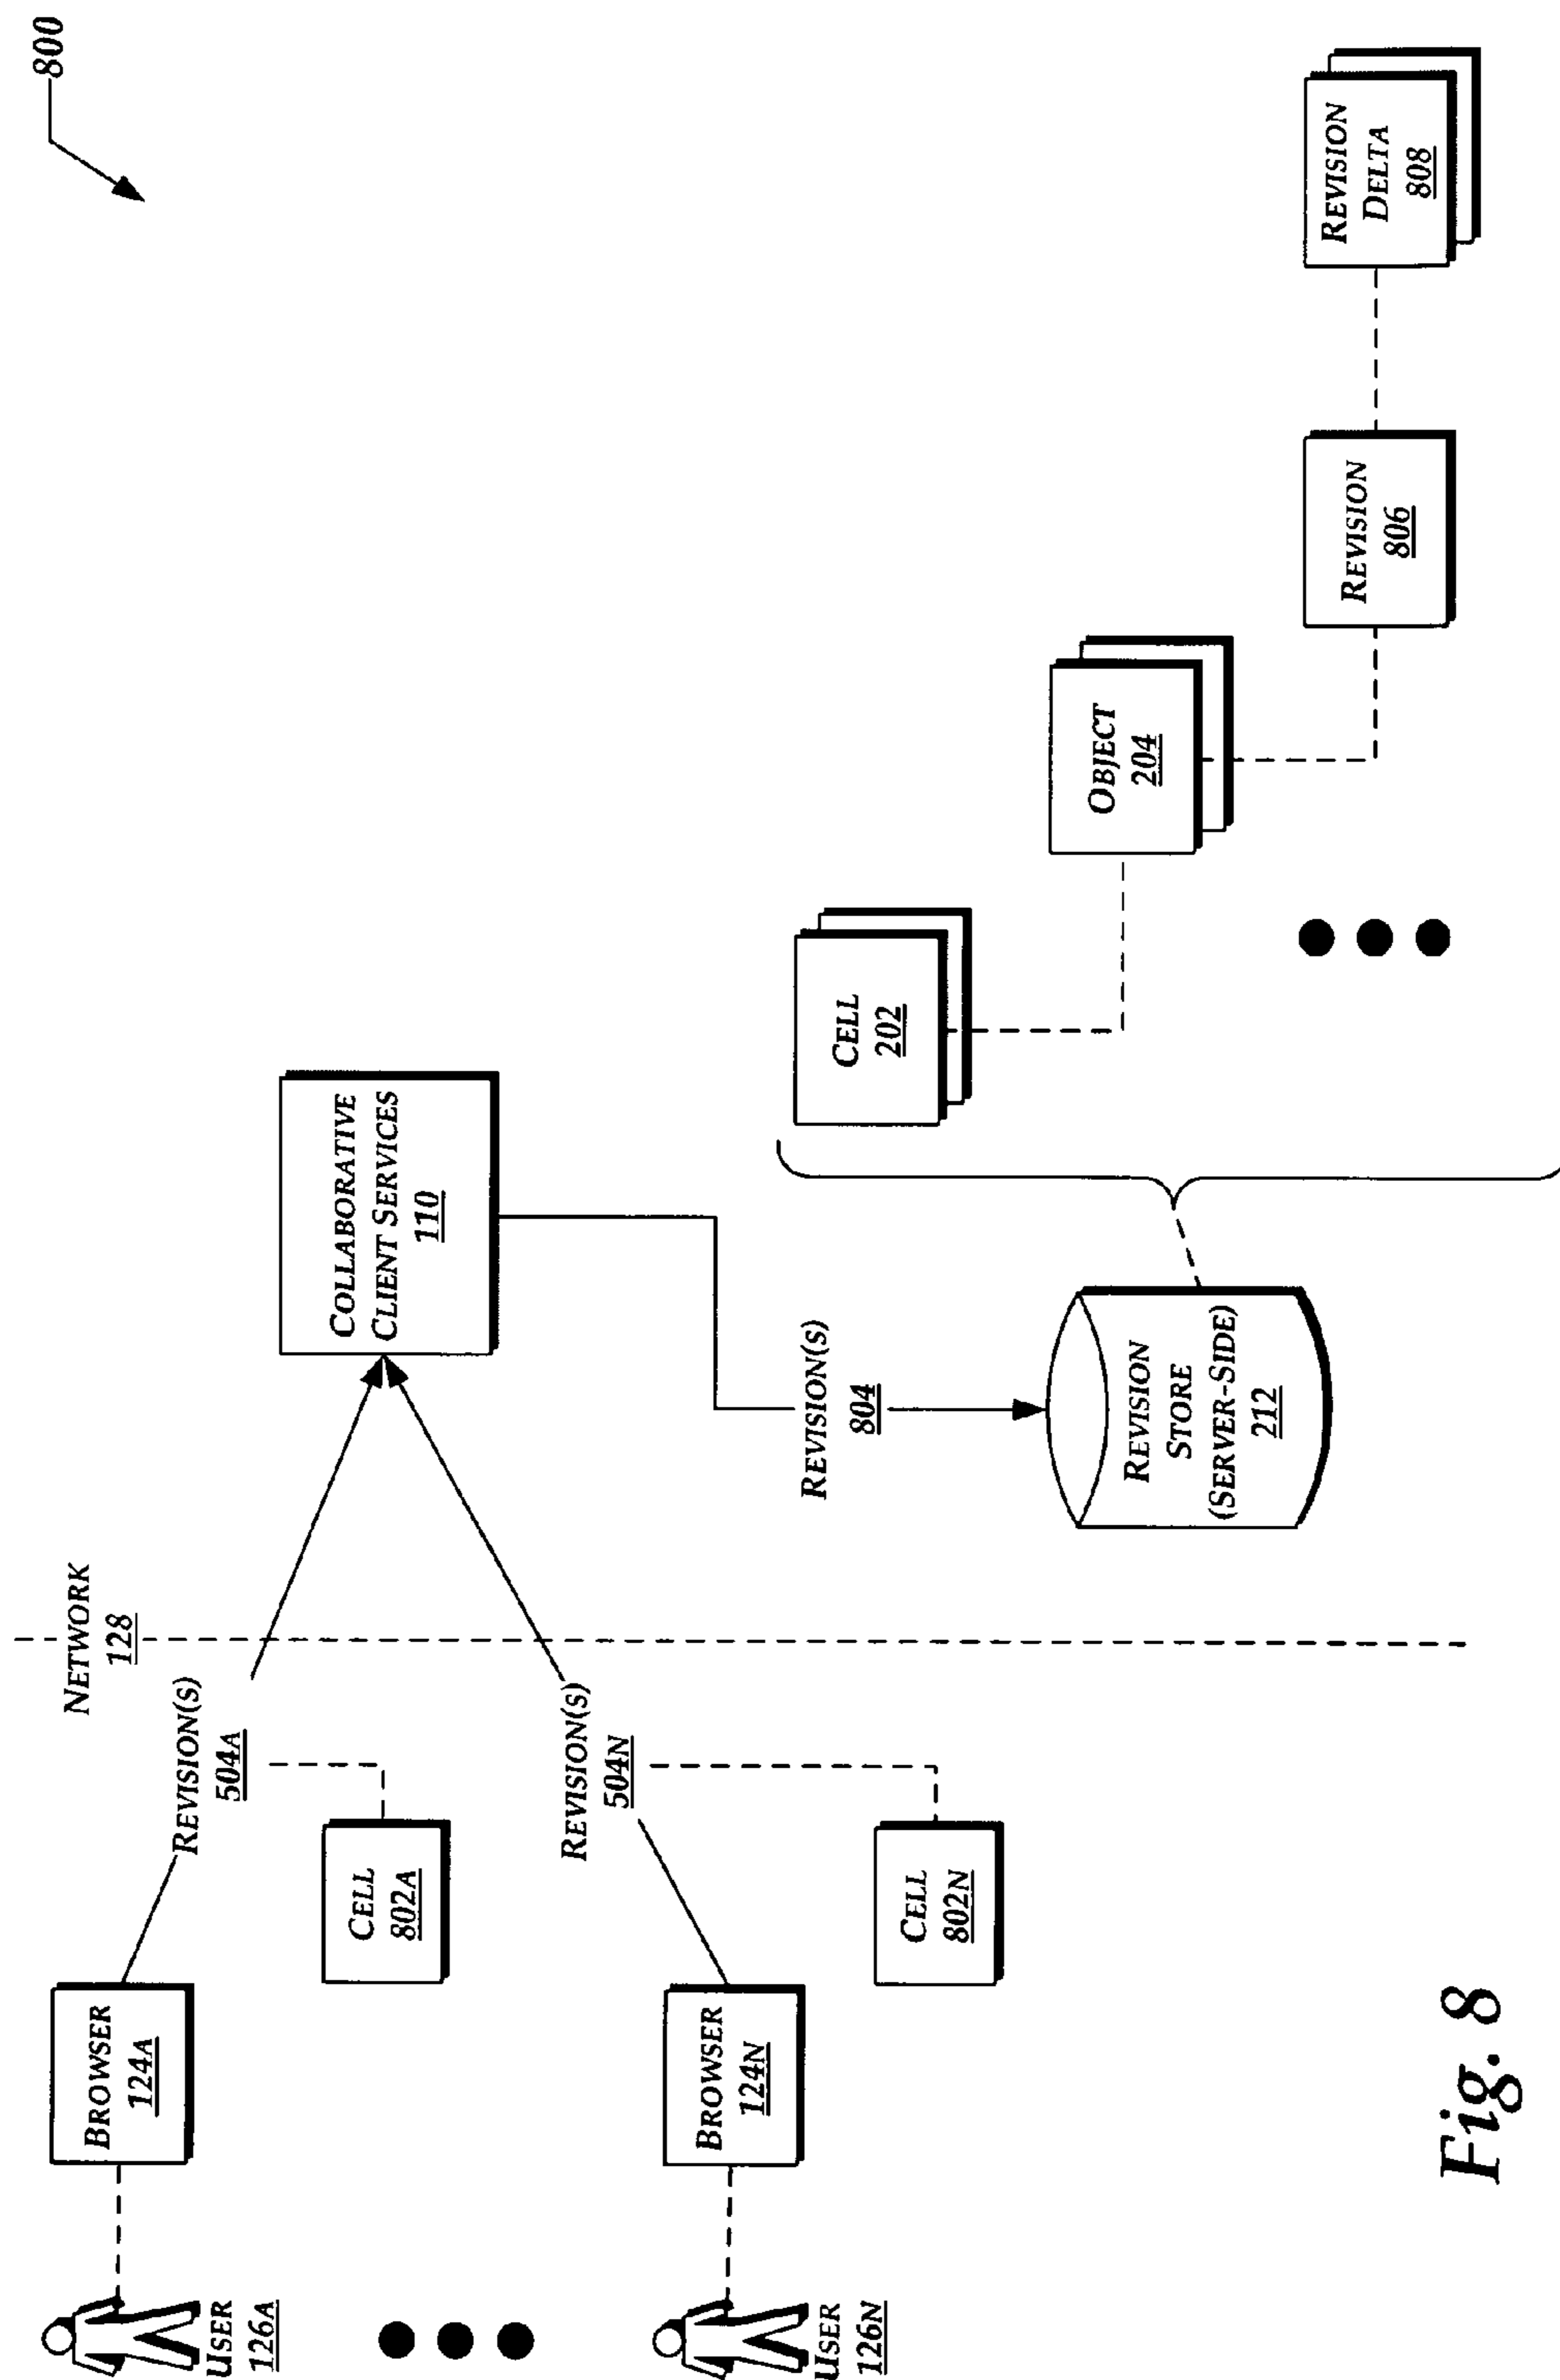 800
NETWORK
128
USER
126A
BROWSER
124A
REVISION(S)
504A
CELL
802A
COLLABORATIVE
CLIENT SERVICES
110
USER
126N
BROWSER
124N
REVISION(S)
504N
CELL
802N
REVISION(S)
804
REVISION
STORE
(SERVER-SIDE)
212
CELL
202
OBJECT
204
REVISION
806
REVISION
DELTA
808
Fig. 8